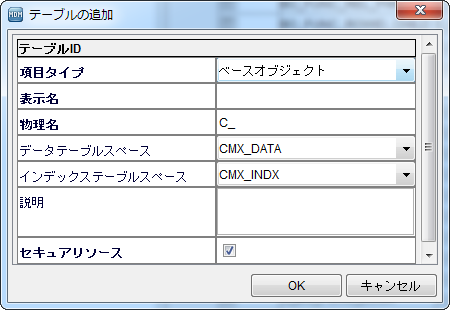 MDM テーブルの追加
テーブルID
項目タイプ ベースオブジェクト
表示名
物理名 C_
データテーブルスペース CMX_DATA
インデックステーブルスペース CMX_INDX
説明
セキュアリソース
OK キャンセル